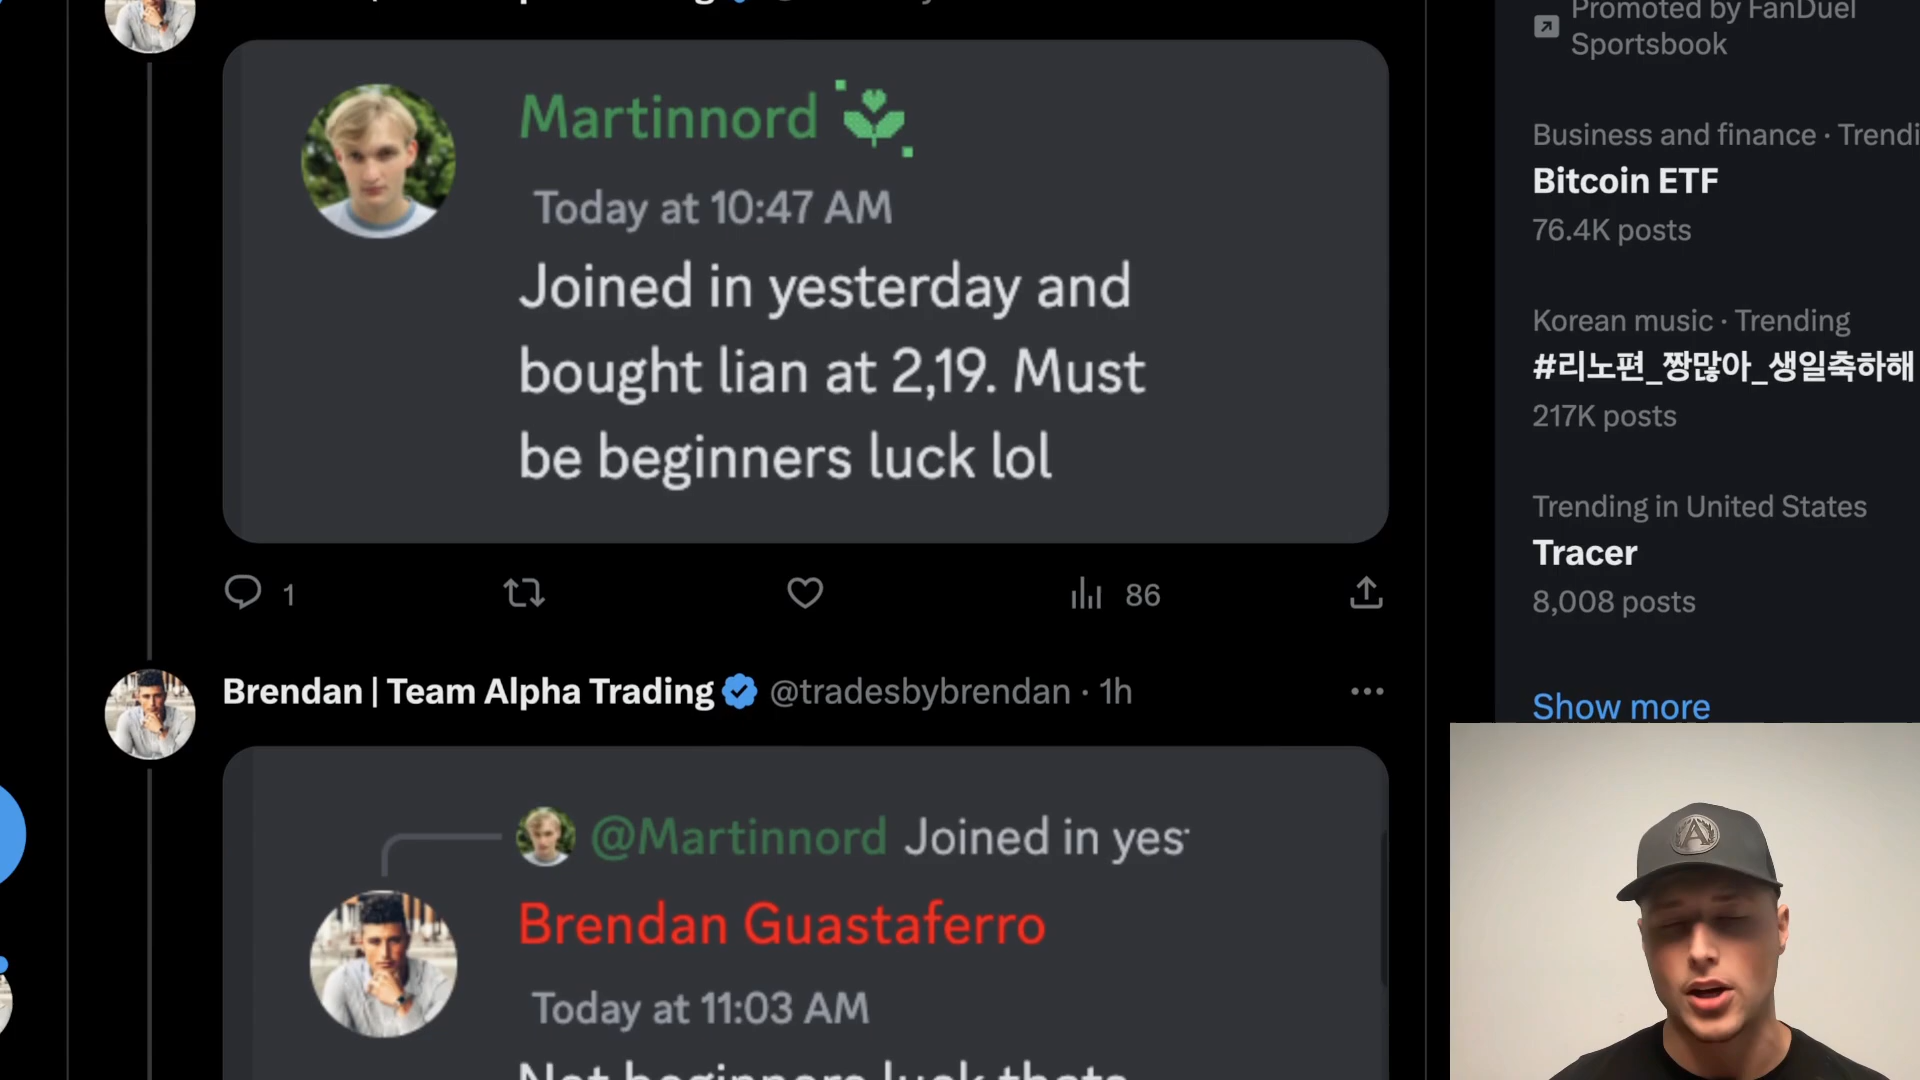 Martinnord
Today at 10:47 AM
Joined in yesterday and
bought lian at 2,19. Must
be beginners luck lol
1
86
Brendan | Team Alpha Trading @tradesbybrendan · 1h
@Martinnord Joined in yes
Brendan Guastaferro
Today at 11:03 AM
Not beginners luck thats
Promoted by FanDuel
Sportsbook
Business and finance · Trendi
Bitcoin ETF
76.4K posts
Korean music · Trending
#리노편_짱많아_생일축하해
217K posts
Trending in United States
Tracer
8,008 posts
Show more